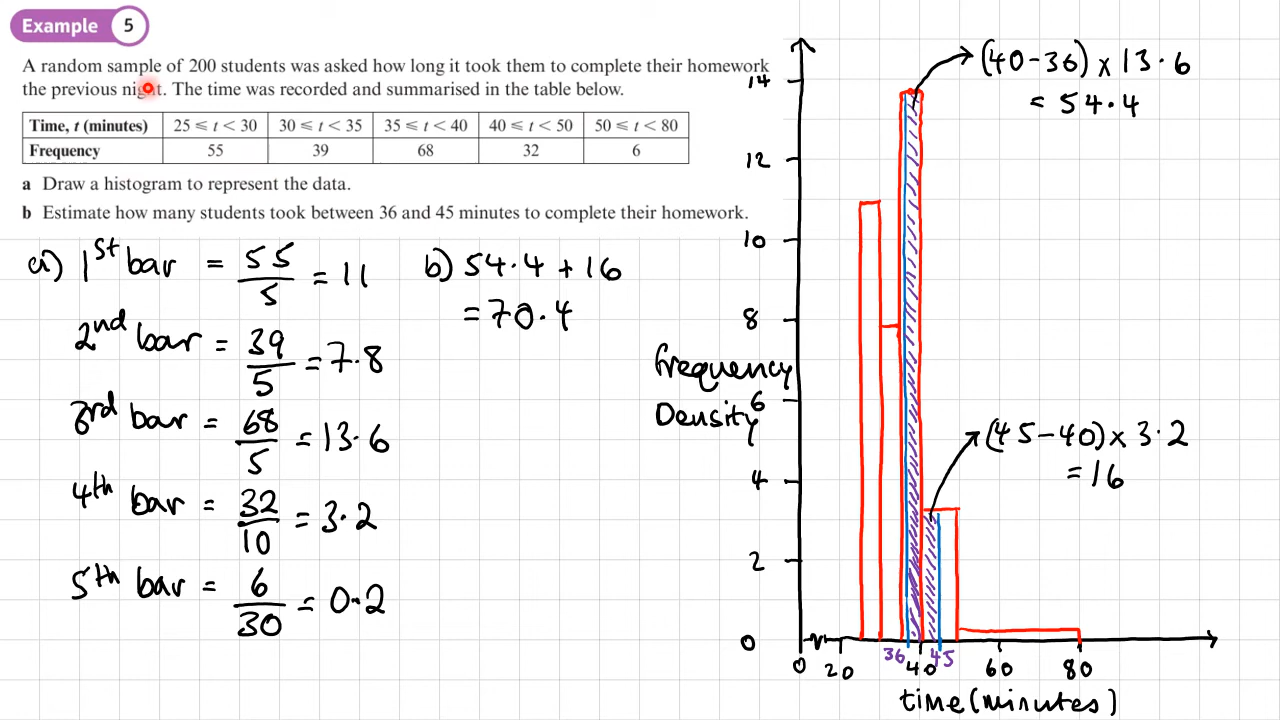 Example 5
A random sample of 200 students was asked how long it took them to complete their homework
the previous night. The time was recorded and summarised in the table below.
Time, t (minutes) 25 ⩽ t < 30 30 ⩽ t < 35 35 ⩽ t < 40 40 ⩽ t < 50 50 ⩽ t < 80
Frequency 55 39 68 32 6
a Draw a histogram to represent the data.
b Estimate how many students took between 36 and 45 minutes to complete their homework.
a) 1st bar = 55/5 = 11
2nd bar = 39/5 = 7.8
3rd bar = 68/5 = 13.6
4th bar = 32/10 = 3.2
5th bar = 6/30 = 0.2
b) 54.4 + 16
= 70.4
(40-36) × 13.6
= 54.4
(45-40) × 3.2
= 16
Frequency
Density
14
12
10
8
6
4
2
0
0 20 36 40 45 60 80
time (minutes)